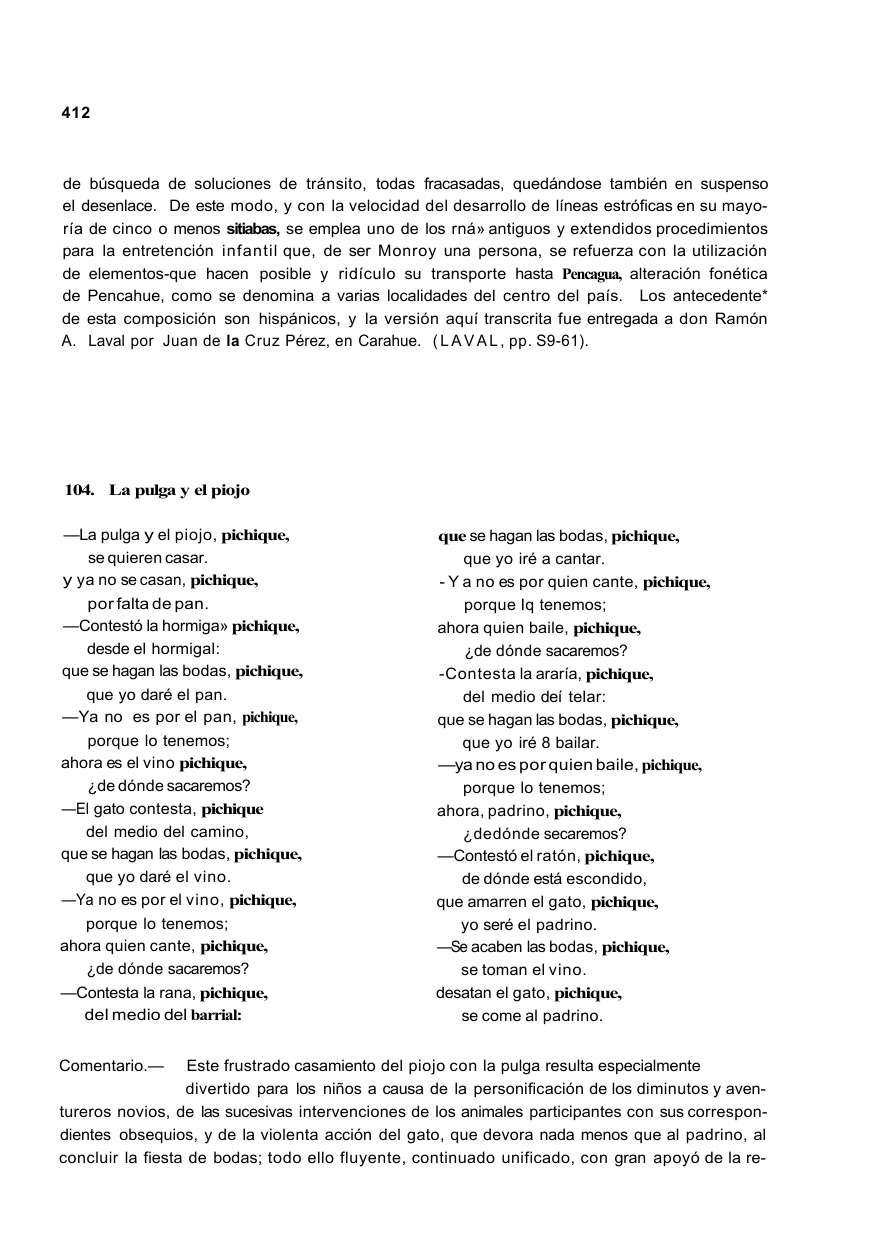 412
de búsqueda de soluciones de tránsito, todas fracasadas, quedándose también en suspenso
el desenlace. De este modo, y con la velocidad del desarrollo de líneas estróficas en su mayo-
ría de cinco o menos sitiabas, se emplea uno de los rná» antiguos y extendidos procedimientos
para la entretención infantil que, de ser Monroy una persona, se refuerza con la utilización
de elementos-que hacen posible y ridículo su transporte hasta Pencagua, alteración fonética
de Pencahue, como se denomina a varias localidades del centro del país. Los antecedente*
de esta composición son hispánicos, y la versión aquí transcrita fue entregada a don Ramón
A. Laval por Juan de la Cruz Pérez, en Carahue. (LAVAL, pp. S9-61).
104. La pulga y el piojo
—La pulga y el piojo, pichique,
se quieren casar.
y ya no se casan, pichique,
por falta de pan.
—Contestó la hormiga» pichique,
desde el hormigal:
que se hagan las bodas, pichique,
que yo daré el pan.
—Ya no es por el pan, pichique,
porque lo tenemos;
ahora es el vino pichique,
¿de dónde sacaremos?
—El gato contesta, pichique
del medio del camino,
que se hagan las bodas, pichique,
que yo daré el vino.
—Ya no es por el vino, pichique,
porque lo tenemos;
ahora quien cante, pichique,
¿de dónde sacaremos?
—Contesta la rana, pichique,
del medio del barrial:
que se hagan las bodas, pichique,
que yo iré a cantar.
- Y a no es por quien cante, pichique,
porque lq tenemos;
ahora quien baile, pichique,
¿de dónde sacaremos?
-Contesta la araría, pichique,
del medio deí telar:
que se hagan las bodas, pichique,
que yo iré 8 bailar.
—ya no es por quien baile, pichique,
porque lo tenemos;
ahora, padrino, pichique,
¿dedónde secaremos?
—Contestó el ratón, pichique,
de dónde está escondido,
que amarren el gato, pichique,
yo seré el padrino.
—Se acaben las bodas, pichique,
se toman el vino.
desatan el gato, pichique,
se come al padrino.
Comentario.— Este frustrado casamiento del piojo con la pulga resulta especialmente
divertido para los niños a causa de la personificación de los diminutos y aven-
tureros novios, de las sucesivas intervenciones de los animales participantes con sus correspon-
dientes obsequios, y de la violenta acción del gato, que devora nada menos que al padrino, al
concluir la fiesta de bodas; todo ello fluyente, continuado unificado, con gran apoyó de la re-